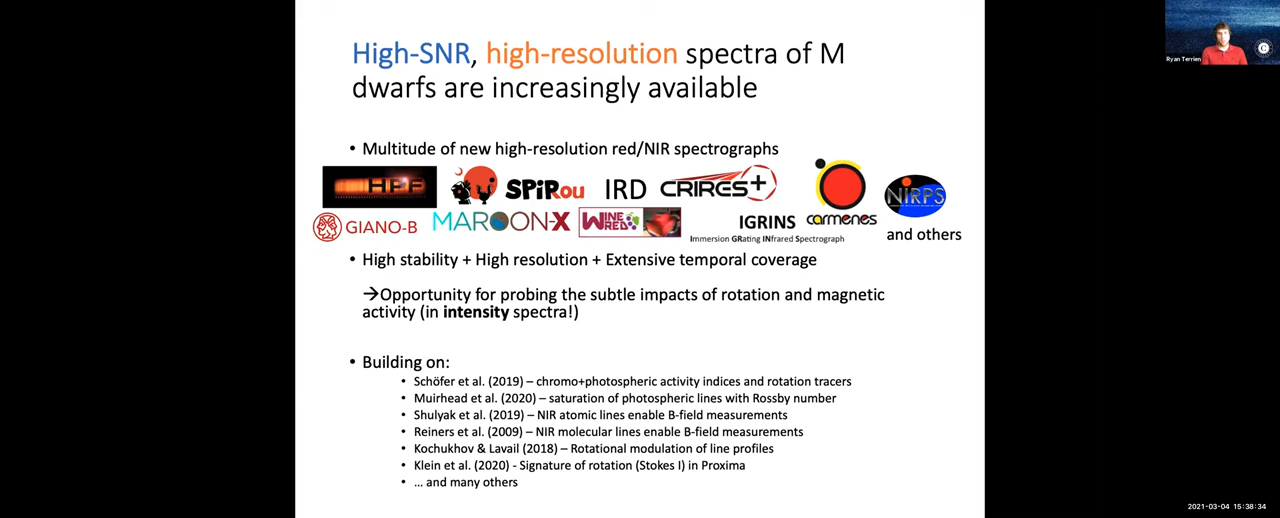 High-SNR, high-resolution spectra of M
dwarfs are increasingly available
Ryan Terrien
• Multitude of new high-resolution red/NIR spectrographs
HPF SPiRou IRD CRIRES+ carmenes NIRPS
GIANO-B MAROON-X WINERED IGRINS
Immersion GRating INfrared Spectrograph
and others
• High stability + High resolution + Extensive temporal coverage
→Opportunity for probing the subtle impacts of rotation and magnetic
activity (in intensity spectra!)
• Building on:
• Schöfer et al. (2019) – chromo+photospheric activity indices and rotation tracers
• Muirhead et al. (2020) – saturation of photospheric lines with Rossby number
• Shulyak et al. (2019) – NIR atomic lines enable B-field measurements
• Reiners et al. (2009) – NIR molecular lines enable B-field measurements
• Kochukhov & Lavail (2018) – Rotational modulation of line profiles
• Klein et al. (2020) - Signature of rotation (Stokes I) in Proxima
• … and many others
2021-03-04 15:38:34